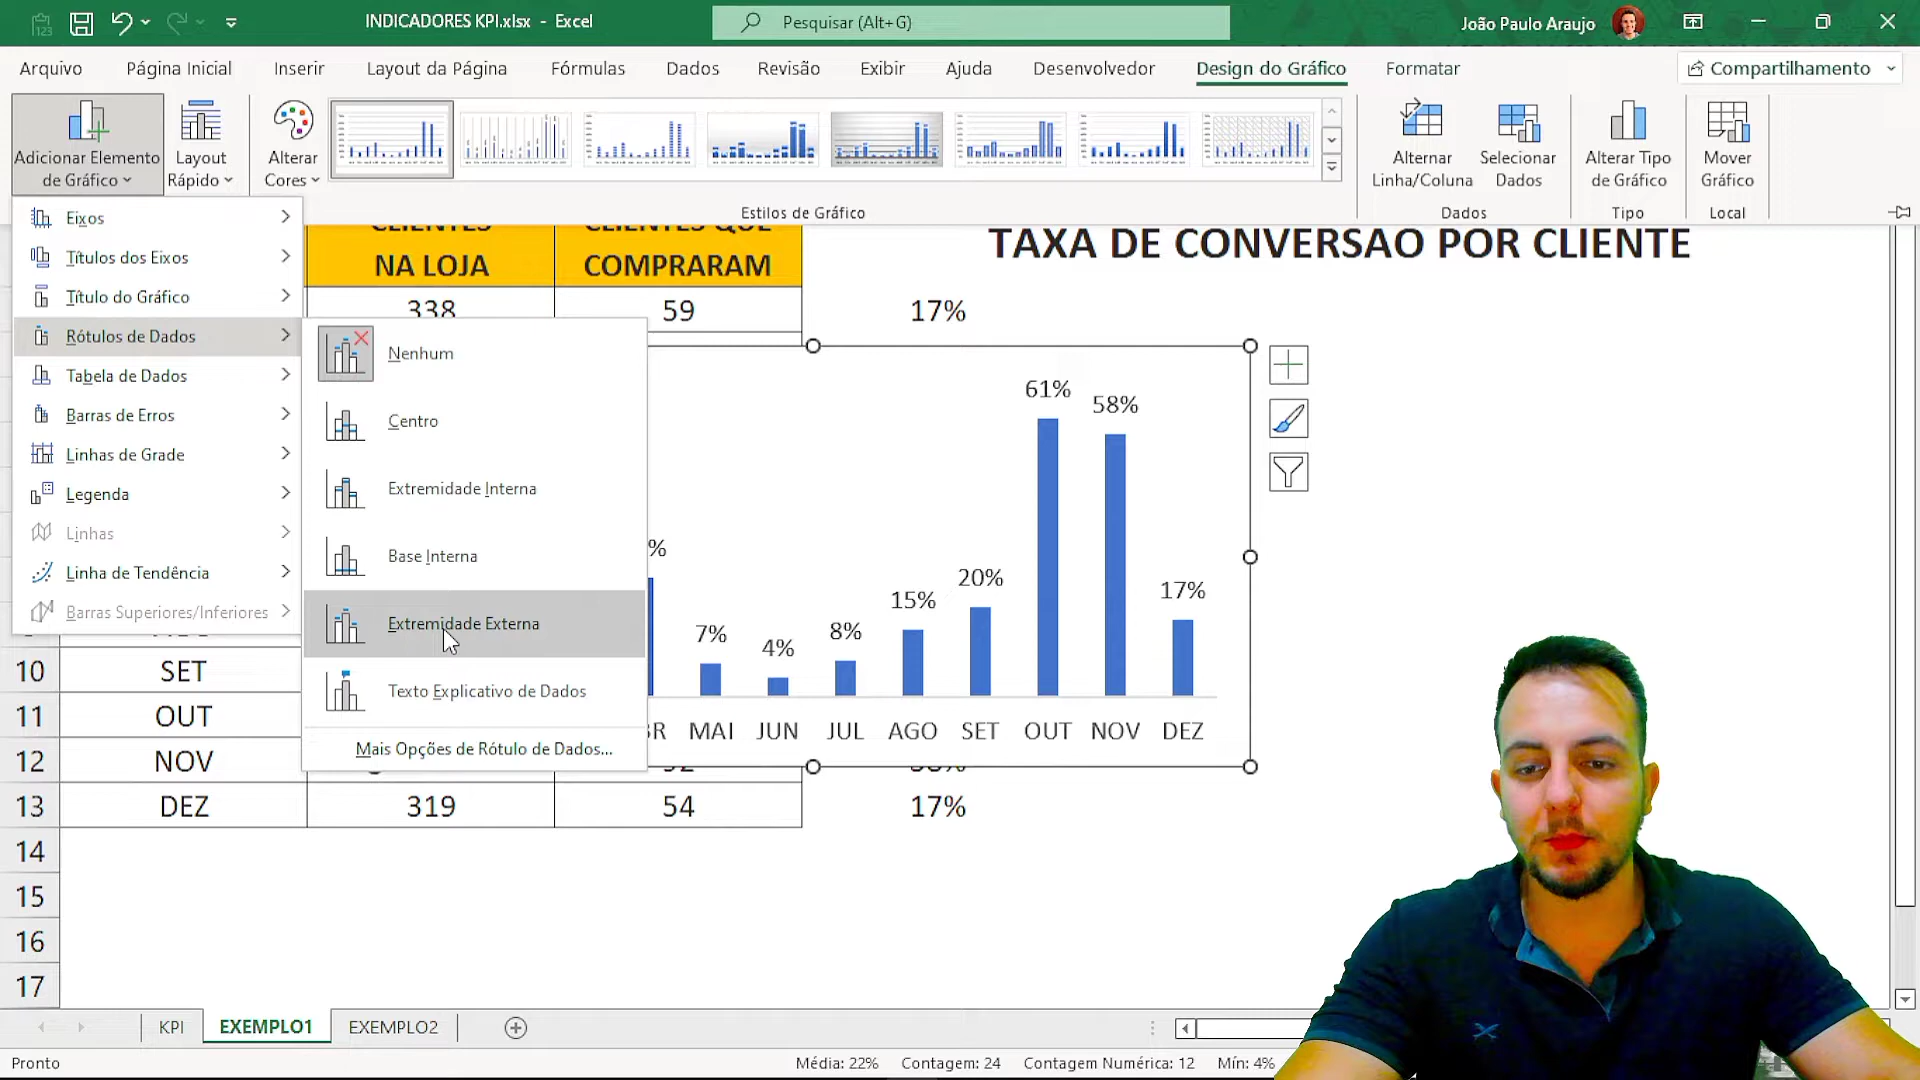 INDICADORES KPI.xlsx - Excel
Pesquisar (Alt+G)
João Paulo Araujo
Arquivo
Página Inicial
Inserir
Layout da Página
Fórmulas
Dados
Revisão
Exibir
Ajuda
Desenvolvedor
Design do Gráfico
Formatar
Compartilhamento
Adicionar Elemento
de Gráfico
Layout
Rápido
Alterar
Cores
Alternar
Linha/Coluna
Selecionar
Dados
Alterar Tipo
de Gráfico
Mover
Gráfico
Estilos de Gráfico
Dados
Tipo
Local
Eixos
Títulos dos Eixos
Título do Gráfico
Rótulos de Dados
Tabela de Dados
Barras de Erros
Linhas de Grade
Legenda
Linhas
Linha de Tendência
Barras Superiores/Inferiores
Nenhum
Centro
Extremidade Interna
Base Interna
Extremidade Externa
Texto Explicativo de Dados
Mais Opções de Rótulo de Dados...
CLIENTES
NA LOJA
CLIENTES QUE
COMPRARAM
TAXA DE CONVERSAO POR CLIENTE
338
59
17%
%
7%
4%
8%
15%
20%
61%
58%
17%
BR
MAI
JUN
JUL
AGO
SET
OUT
NOV
DEZ
10 SET
11 OUT
12 NOV
13 DEZ 319 54 17%
14
15
16
17
KPI
EXEMPLO1
EXEMPLO2
Pronto
Média: 22%
Contagem: 24
Contagem Numérica: 12
Mín: 4%